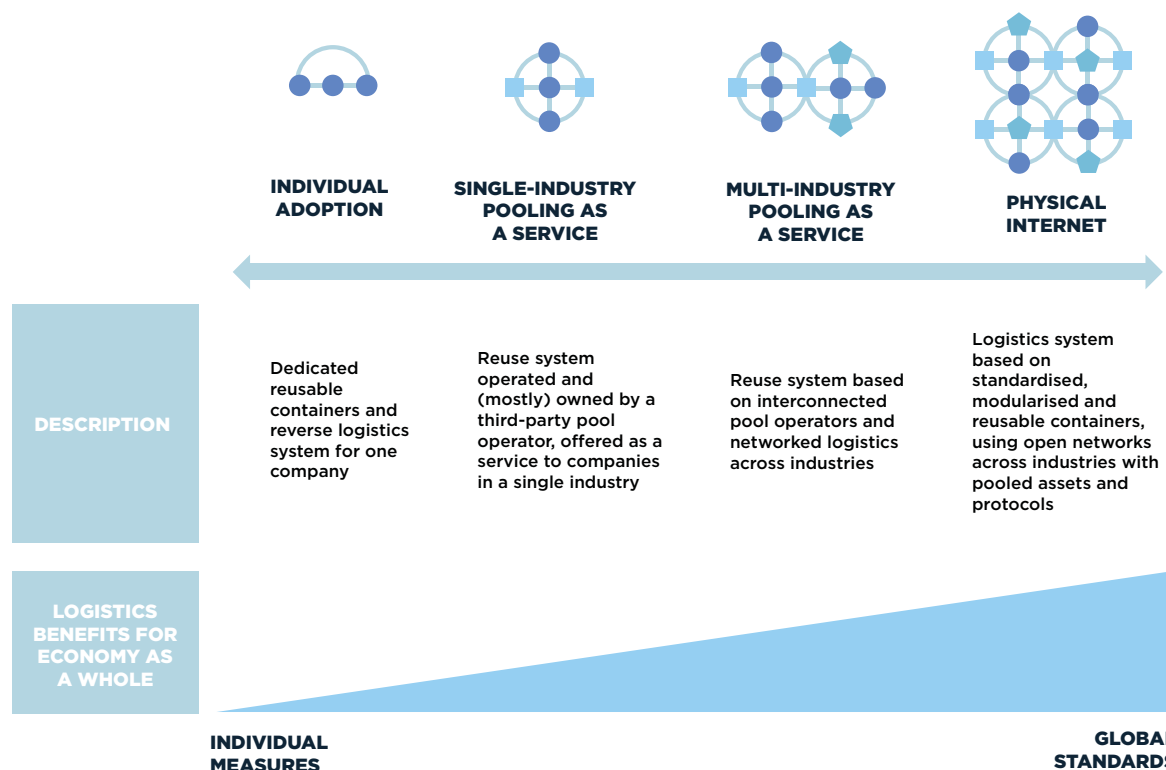 INDIVIDUAL
ADOPTION
SINGLE-INDUSTRY
POOLING AS
A SERVICE
MULTI-INDUSTRY
POOLING AS
A SERVICE
PHYSICAL
INTERNET
DESCRIPTION
Dedicated
reusable
containers and
reverse logistics
system for one
company
Reuse system
operated and
(mostly) owned by a
third-party pool
operator, offered as a
service to companies
in a single industry
Reuse system based
on interconnected
pool operators and
networked logistics
across industries
Logistics system
based on
standardised,
modularised and
reusable containers,
using open networks
across industries with
pooled assets and
protocols
LOGISTICS
BENEFITS FOR
ECONOMY AS
A WHOLE
INDIVIDUAL
MEASURES
GLOBAL
STANDARDS